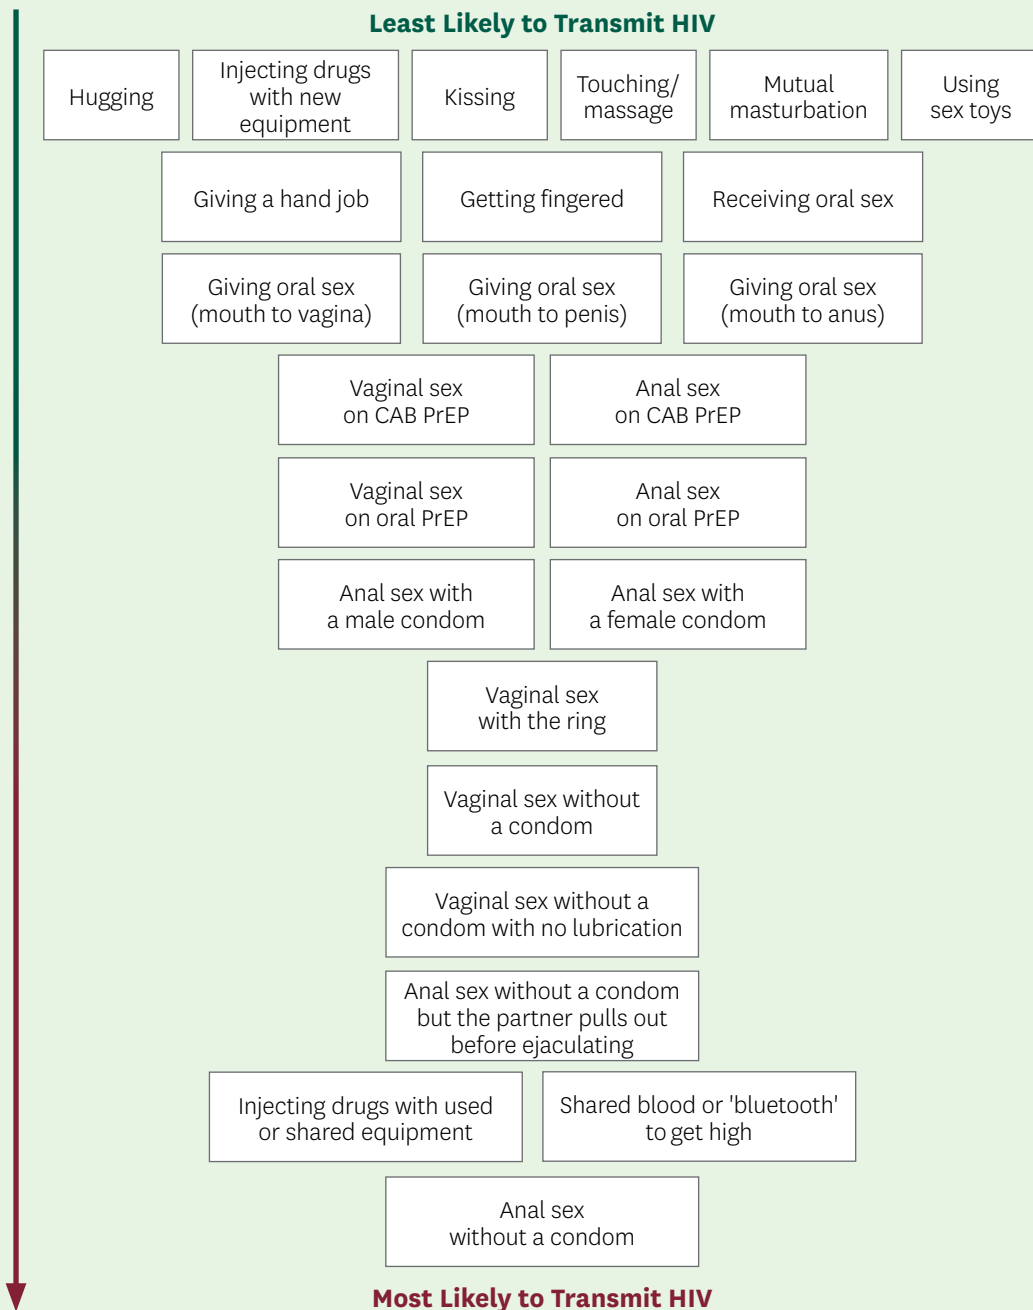 Least Likely to Transmit HIV
Hugging
Injecting drugs
with new
equipment
Kissing
Touching/
massage
Mutual
masturbation
Using
sex toys
Giving a hand job
Getting fingered
Receiving oral sex
Giving oral sex
(mouth to vagina)
Giving oral sex
(mouth to penis)
Giving oral sex
(mouth to anus)
Vaginal sex
on CAB PrEP
Anal sex
on CAB PrEP
Vaginal sex
on oral PrEP
Anal sex
on oral PrEP
Anal sex with
a male condom
Anal sex with
a female condom
Vaginal sex
with the ring
Vaginal sex without
a condom
Vaginal sex without a
condom with no lubrication
Anal sex without a condom
but the partner pulls out
before ejaculating
Injecting drugs with used
or shared equipment
Shared blood or 'bluetooth'
to get high
Anal sex
without a condom
Most Likely to Transmit HIV